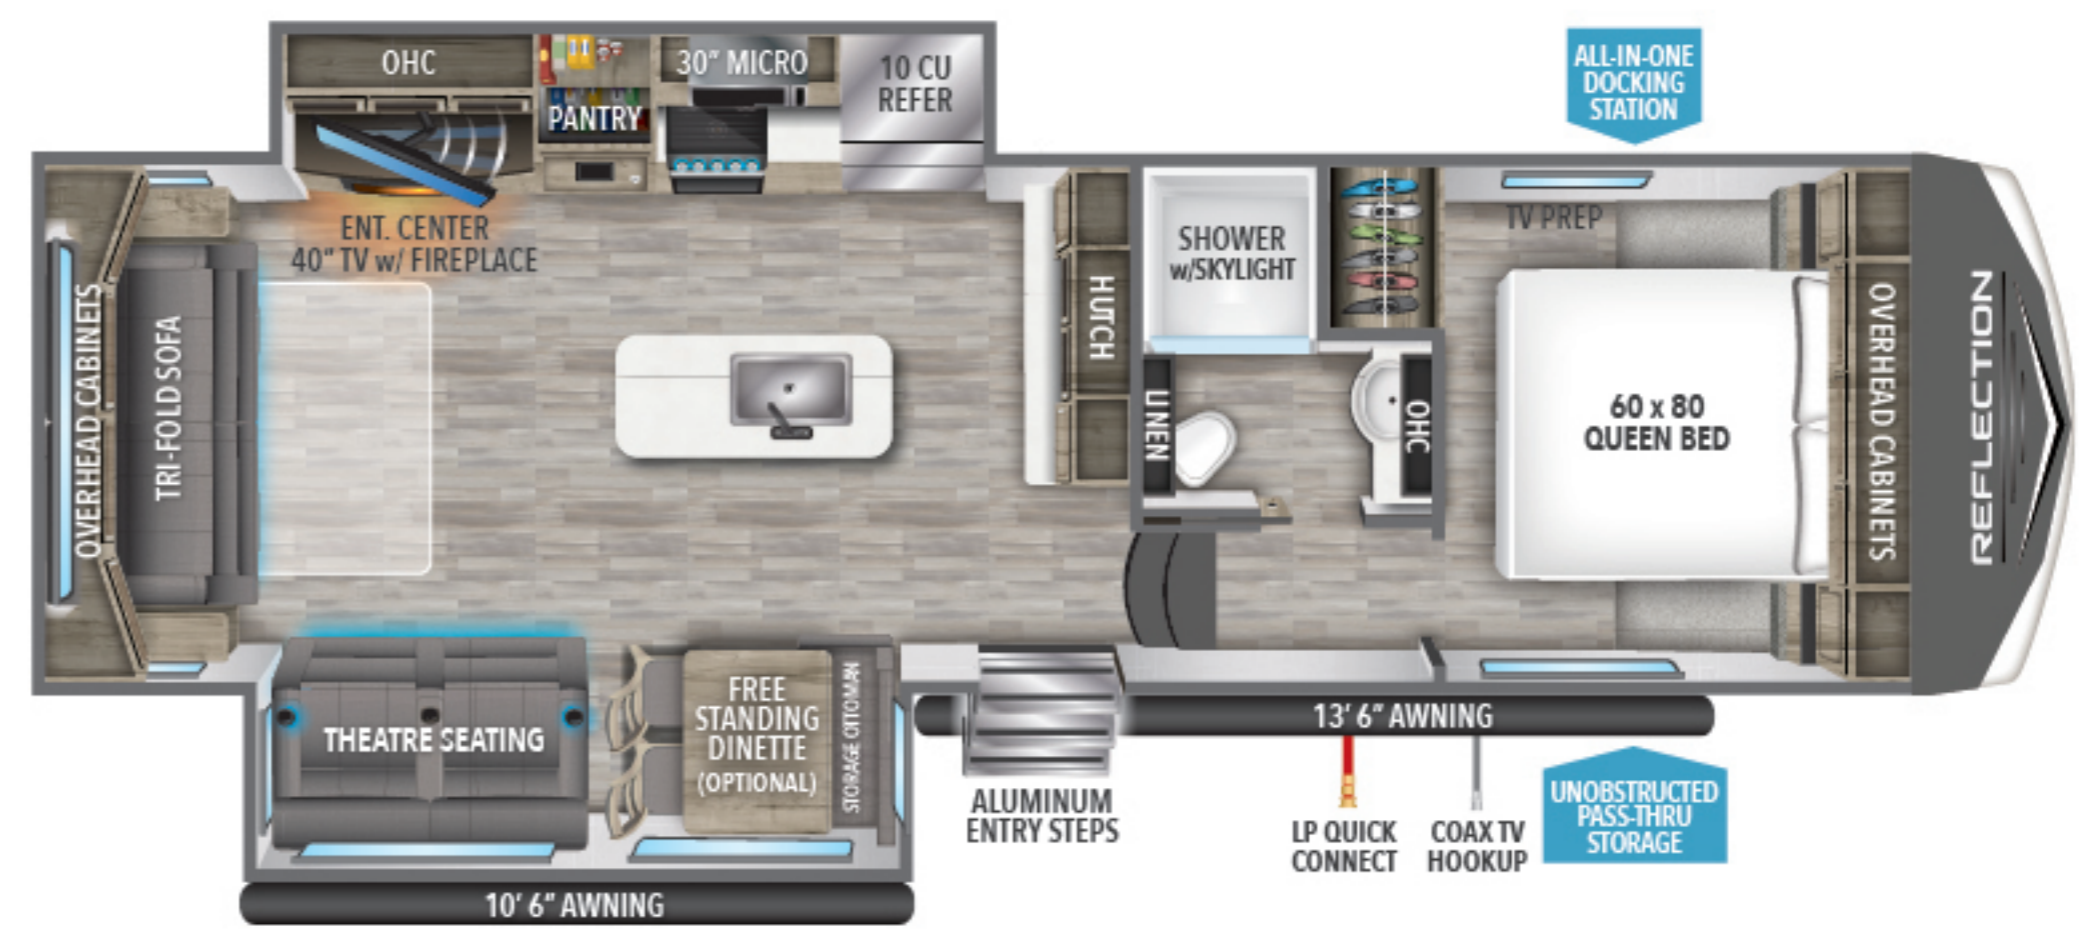 OHC
PANTRY
30" MICRO
10 CU
REFER
ALL-IN-ONE
DOCKING
STATION
ENT. CENTER
40" TV w/ FIREPLACE
OVERHEAD CABINETS
TRI-FOLD SOFA
HUTCH
SHOWER
w/SKYLIGHT
LINEN
OHC
TV PREP
60 x 80
QUEEN BED
OVERHEAD CABINETS
REFLECTION
THEATRE SEATING
FREE
STANDING
DINETTE
(OPTIONAL)
STORAGE OTTOMAN
13' 6" AWNING
ALUMINUM
ENTRY STEPS
LP QUICK
CONNECT
COAX TV
HOOKUP
UNOBSTRUCTED
PASS-THRU
STORAGE
10' 6" AWNING